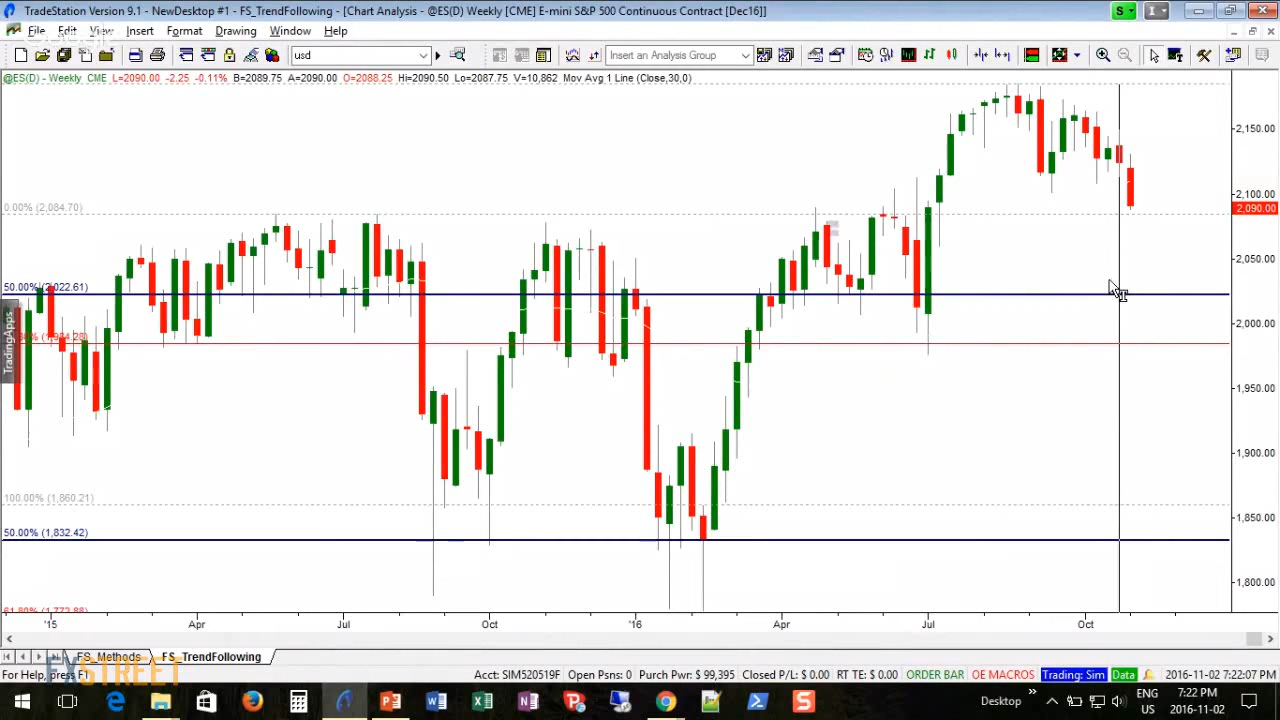 TradeStation Version 9.1 - NewDesktop #1 - FS_TrendFollowing - [Chart Analysis - @ES(D) Weekly [CME] E-mini S&P 500 Continuous Contract [Dec16]]
S
I
File Edit View Insert Format Drawing Window Help
usd
Insert an Analysis Group
@ES(D) - Weekly CME L=2090.00 -2.25 -0.11% B=2089.75 A=2090.00 O=2088.25 Hi=2090.50 Lo=2087.75 V=10,862 Mov Avg 1 Line (Close,30,0)
2,150.00
2,100.00
0.00% (2,084.70)
2,090.00
2,050.00
50.00% (2,022.61)
2,000.00
TradingApps
1,950.00
1,900.00
100.00% (1,860.21)
1,850.00
50.00% (1,832.42)
1,800.00
61.80% (1,772.88)
'15 Apr Jul Oct '16 Apr Jul Oct
FS_Methods FS_TrendFollowing
FXSTREET
For Help, press F1
Acct: SIM520519F Open Psns: 0 Purch Pwr: $ 99,395 Closed P/L: $ 0.00 RT TE: $ 0.00 ORDER BAR OE MACROS Trading: Sim Data 2016-11-02 7:22:07 PM
Desktop
ENG
US
7:22 PM
2016-11-02